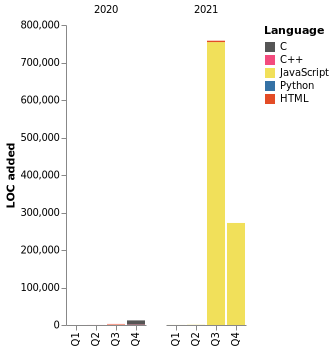 2020 2021
Language
C
C++
JavaScript
Python
HTML
LOC added
800,000
700,000
600,000
500,000
400,000
300,000
200,000
100,000
0
Q1 Q2 Q3 Q4 Q1 Q2 Q3 Q4